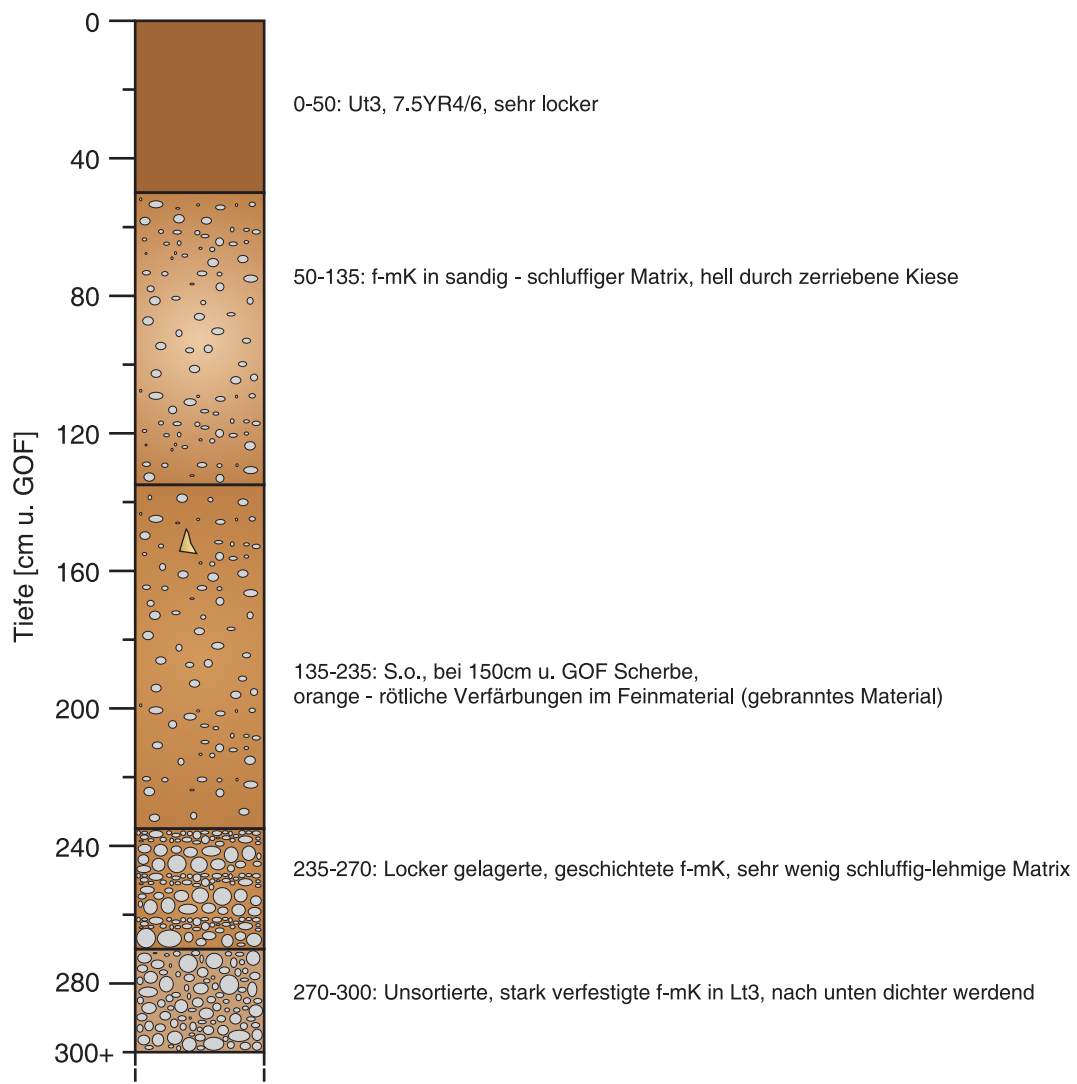 Tiefe [cm u. GOF]
0
40
80
120
160
200
240
280
300+
0-50: Ut3, 7.5YR4/6, sehr locker
50-135: f-mK in sandig - schluffiger Matrix, hell durch zerriebene Kiese
135-235: S.o., bei 150cm u. GOF Scherbe,
orange - rötliche Verfärbungen im Feinmaterial (gebranntes Material)
235-270: Locker gelagerte, geschichtete f-mK, sehr wenig schluffig-lehmige Matrix
270-300: Unsortierte, stark verfestigte f-mK in Lt3, nach unten dichter werdend